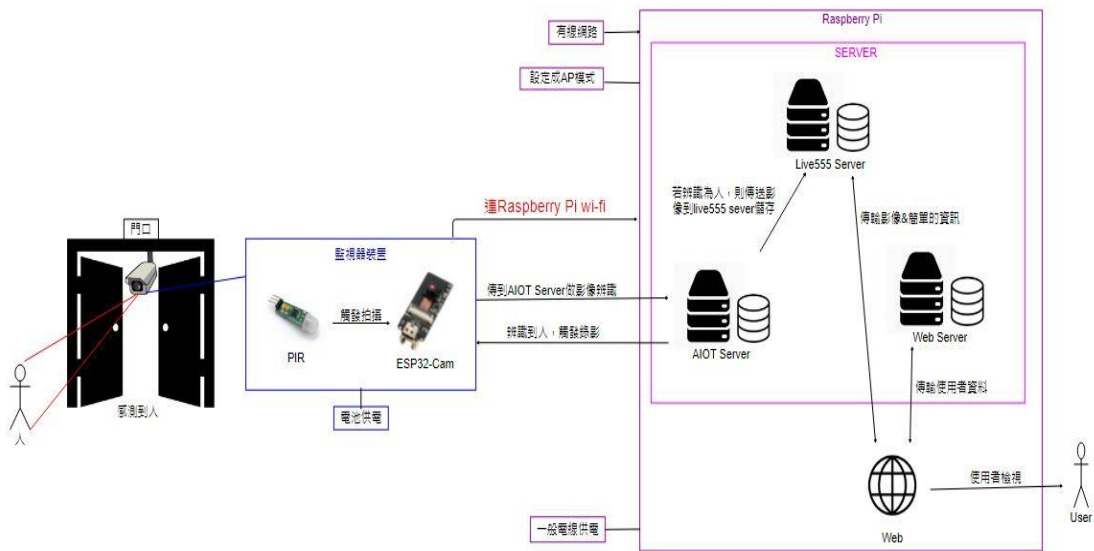 Raspberry Pi
有線網路
SERVER
設定成AP模式
Live555 Server
若辨識為人，則傳送影
像到live555 sever儲存
連Raspberry Pi wi-fi
傳輸影像&簡單的資訊
門口
監視器裝置
傳到AIOT Server做影像辨識
觸發拍攝
辨識到人，觸發錄影
PIR
ESP32-Cam
AIOT Server
Web Server
傳輸使用者資料
感測到人
人
電池供電
使用者檢視
User
一般電線供電
Web